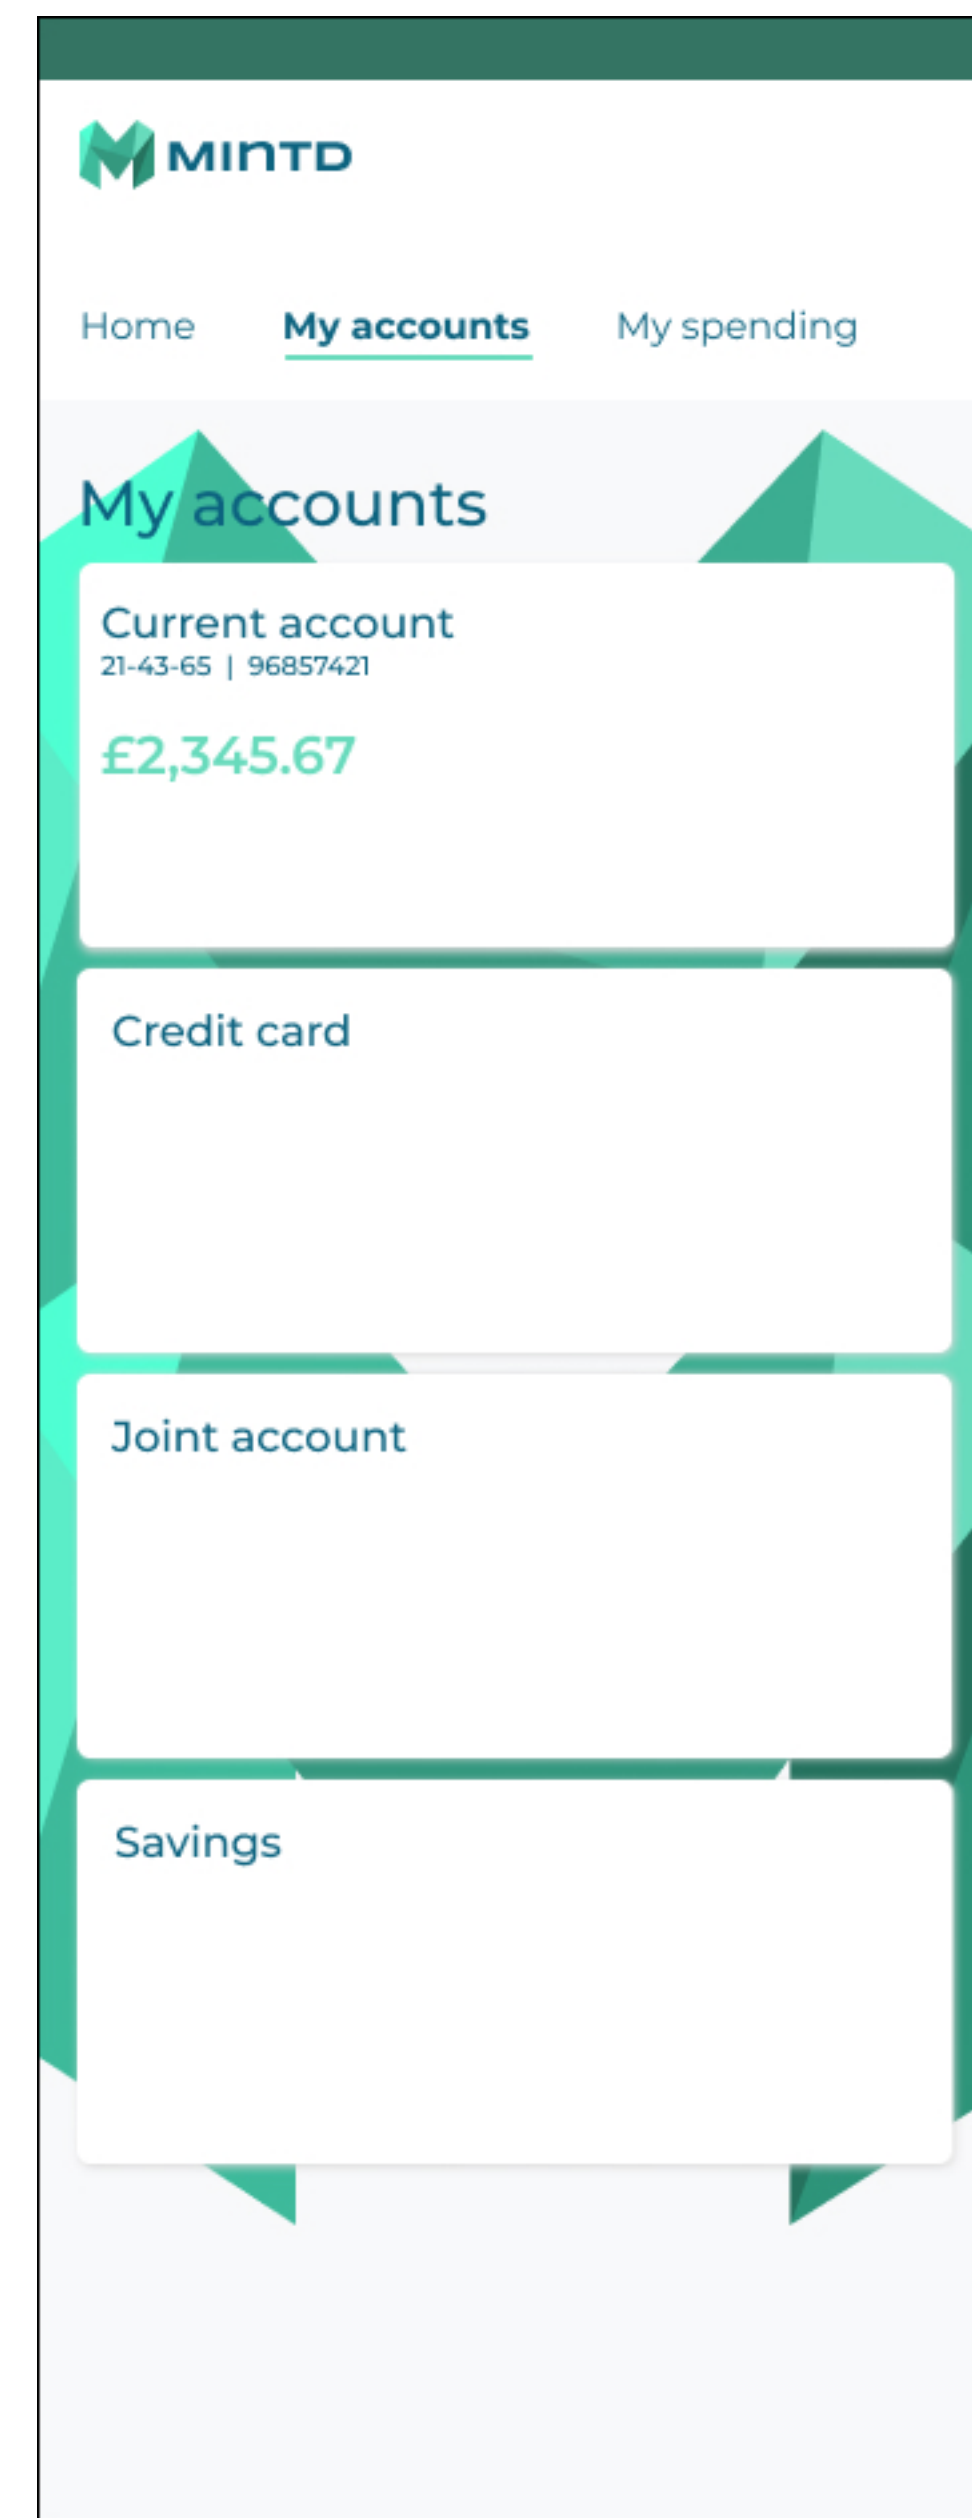 MINTD
Home My accounts My spending
My accounts
Current account
21-43-65 | 96857421
£2,345.67
Credit card
Joint account
Savings